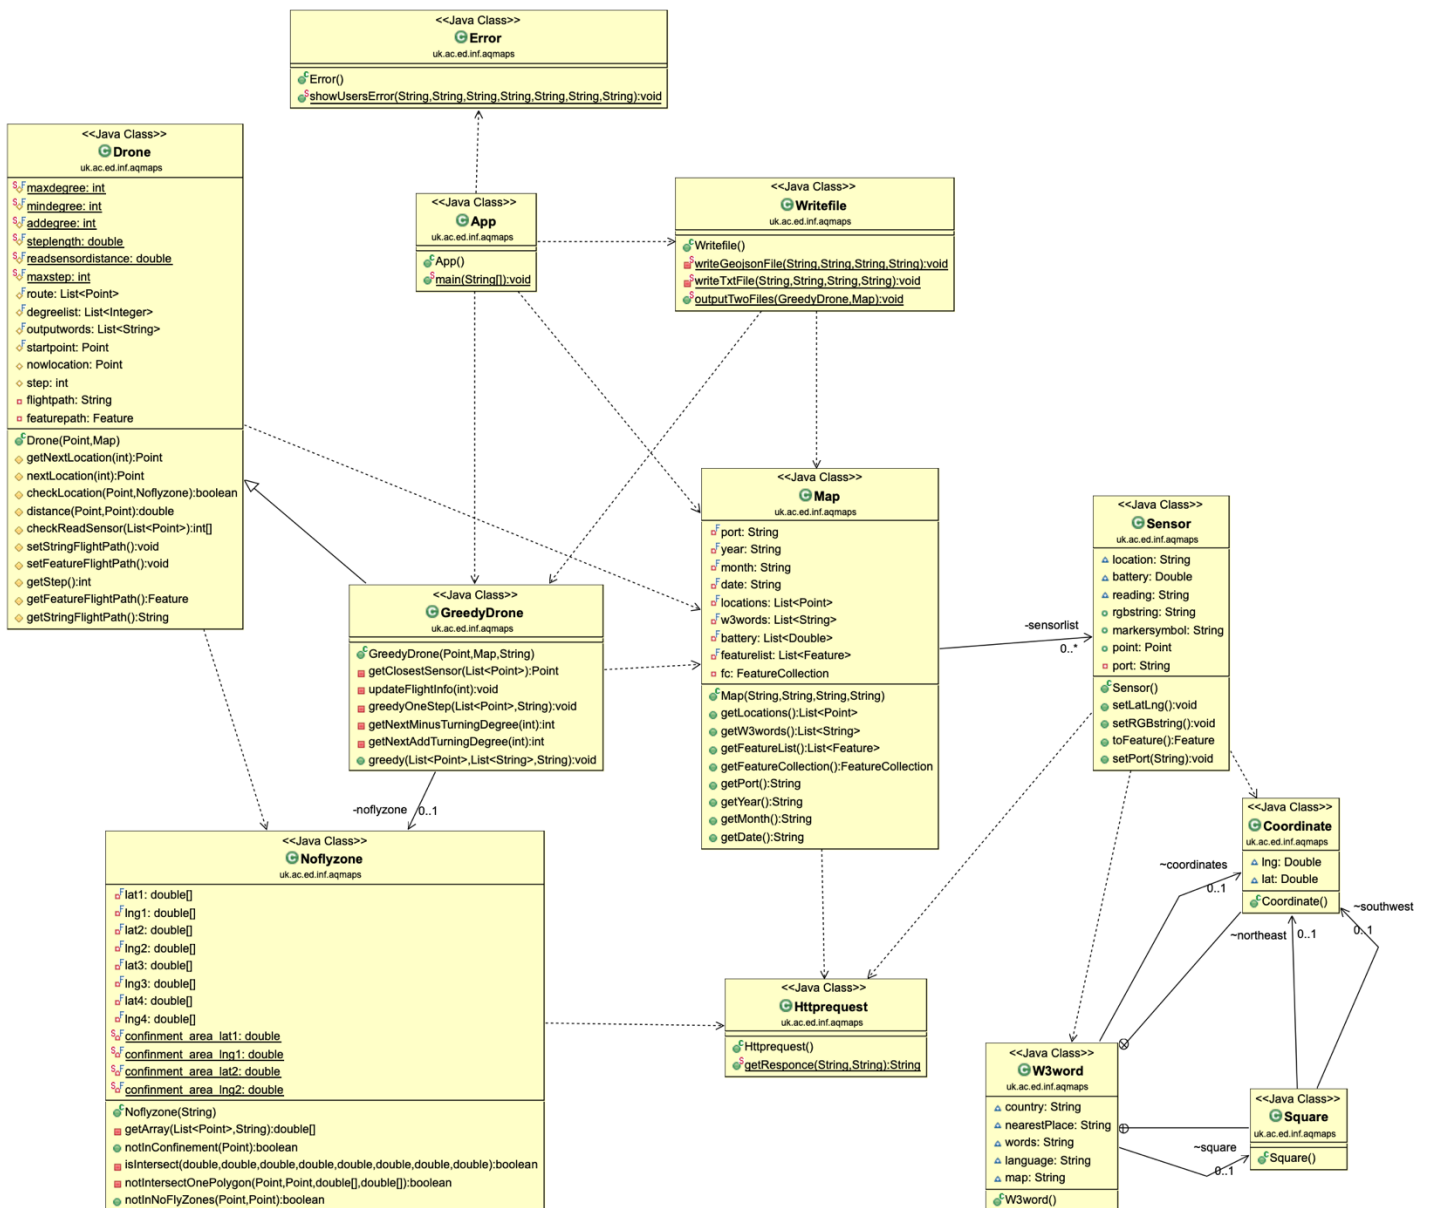 <<Java Class>>
Error
uk.ac.ed.inf.aqmaps
Error()
showUsersError(String,String,String,String,String,String,String):void
<<Java Class>>
Drone
uk.ac.ed.inf.aqmaps
maxdegree: int
mindegree: int
addegree: int
steplength: double
readsensordistance: double
maxstep: int
route: List<Point>
degreelist: List<Integer>
outputwords: List<String>
startpoint: Point
nowlocation: Point
step: int
flightpath: String
featurepath: Feature
Drone(Point,Map)
getNextLocation(int):Point
nextLocation(int):Point
checkLocation(Point,Noflyzone):boolean
distance(Point,Point):double
checkReadSensor(List<Point>):int[]
setStringFlightPath():void
setFeatureFlightPath():void
getStep():int
getFeatureFlightPath():Feature
getStringFlightPath():String
<<Java Class>>
App
uk.ac.ed.inf.aqmaps
App()
main(String[]):void
<<Java Class>>
Writefile
uk.ac.ed.inf.aqmaps
Writefile()
writeGeojsonFile(String,String,String,String):void
writeTxtFile(String,String,String,String):void
outputTwoFiles(GreedyDrone,Map):void
<<Java Class>>
Map
uk.ac.ed.inf.aqmaps
port: String
year: String
month: String
date: String
locations: List<Point>
w3words: List<String>
battery: List<Double>
featurelist: List<Feature>
fc: FeatureCollection
Map(String,String,String,String)
getLocations():List<Point>
getW3words():List<String>
getFeatureList():List<Feature>
getFeatureCollection():FeatureCollection
getPort():String
getYear():String
getMonth():String
getDate():String
-sensorlist
0..*
<<Java Class>>
Sensor
uk.ac.ed.inf.aqmaps
location: String
battery: Double
reading: String
rgbstring: String
markersymbol: String
point: Point
port: String
Sensor()
setLatLng():void
setRGBstring():void
toFeature():Feature
setPort(String):void
<<Java Class>>
GreedyDrone
uk.ac.ed.inf.aqmaps
GreedyDrone(Point,Map,String)
getClosestSensor(List<Point>):Point
updateFlightInfo(int):void
greedyOneStep(List<Point>,String):void
getNextMinusTurningDegree(int):int
getNextAddTurningDegree(int):int
greedy(List<Point>,List<String>,String):void
-noflyzone
0..1
<<Java Class>>
Noflyzone
uk.ac.ed.inf.aqmaps
lat1: double[]
lng1: double[]
lat2: double[]
lng2: double[]
lat3: double[]
lng3: double[]
lat4: double[]
lng4: double[]
confinment_area_lat1: double
confinment_area_lng1: double
confinment_area_lat2: double
confinment_area_lng2: double
Noflyzone(String)
getArray(List<Point>,String):double[]
notInConfinement(Point):boolean
isIntersect(double,double,double,double,double,double,double,double):boolean
notIntersectOnePolygon(Point,Point,double[],double[]):boolean
notInNoFlyZones(Point,Point):boolean
<<Java Class>>
Httprequest
uk.ac.ed.inf.aqmaps
Httprequest()
getResponce(String,String):String
<<Java Class>>
Coordinate
uk.ac.ed.inf.aqmaps
lng: Double
lat: Double
Coordinate()
~coordinates
0..1
~northeast
0..1
~southwest
0..1
<<Java Class>>
W3word
uk.ac.ed.inf.aqmaps
country: String
nearestPlace: String
words: String
language: String
map: String
W3word()
~square
0..1
<<Java Class>>
Square
uk.ac.ed.inf.aqmaps
Square()